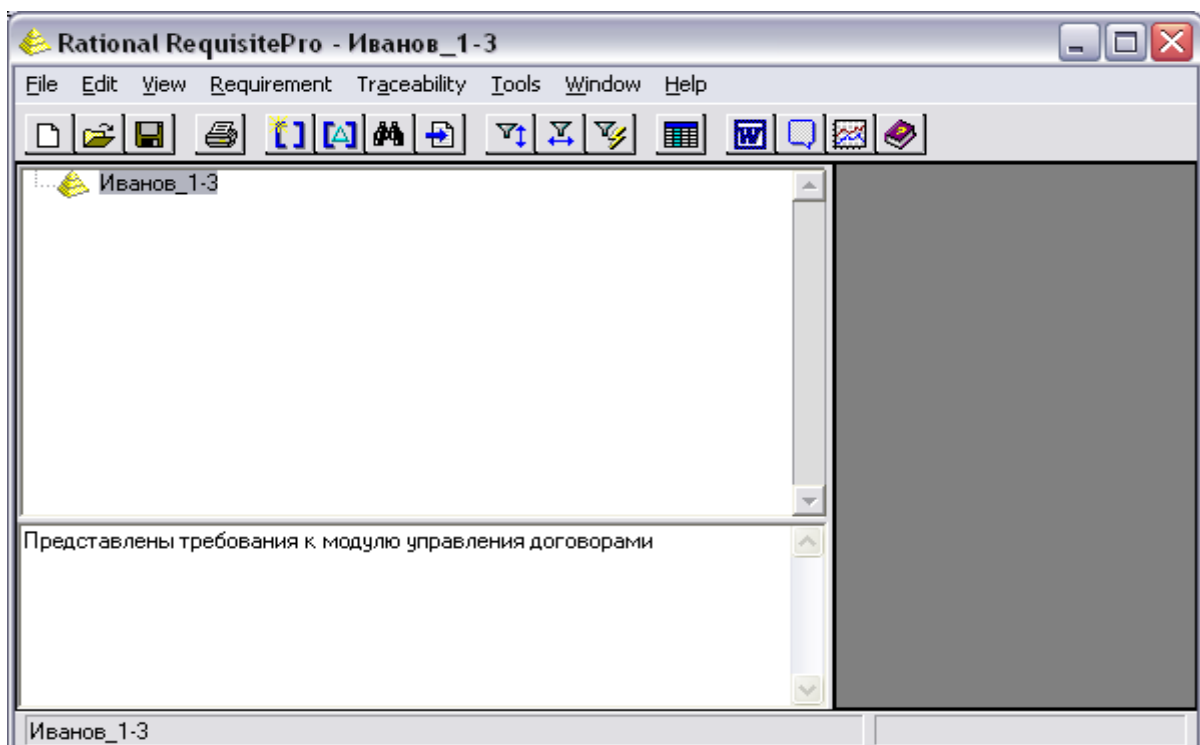 Rational RequisitePro - Иванов_1-3
File Edit View Requirement Traceability Tools Window Help
Иванов_1-3
Представлены требования к модулю управления договорами
Иванов_1-3